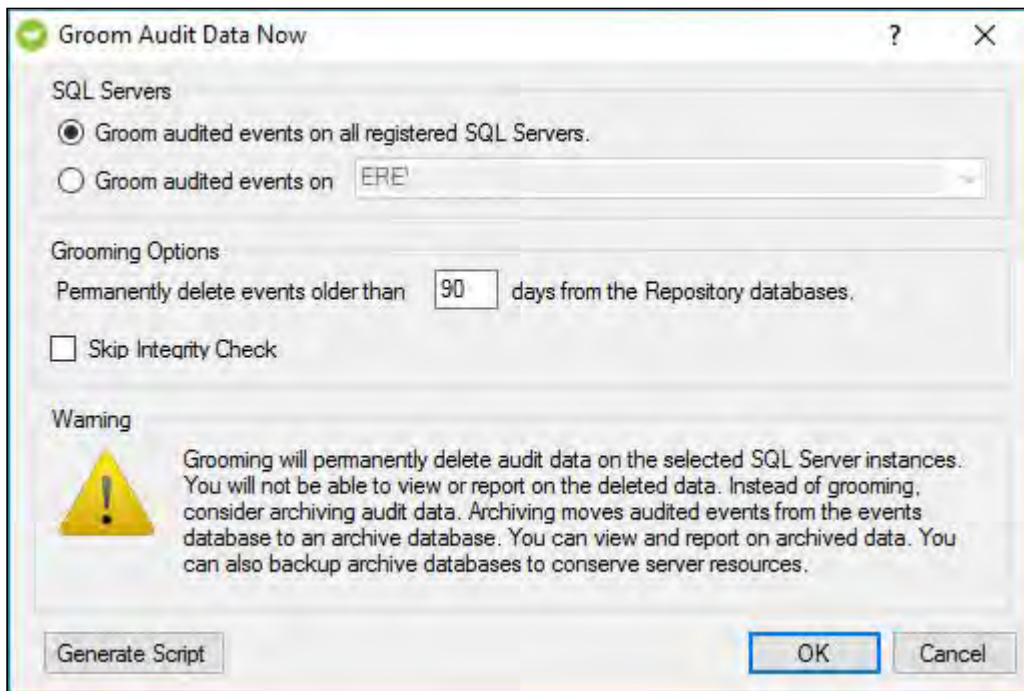 Groom Audit Data Now
?
SQL Servers
Groom audited events on all registered SQL Servers.
Groom audited events on ERE\
Grooming Options
Permanently delete events older than 90 days from the Repository databases.
Skip Integrity Check
Warning
Grooming will permanently delete audit data on the selected SQL Server instances.
You will not be able to view or report on the deleted data. Instead of grooming,
consider archiving audit data. Archiving moves audited events from the events
database to an archive database. You can view and report on archived data. You
can also backup archive databases to conserve server resources.
Generate Script
OK
Cancel